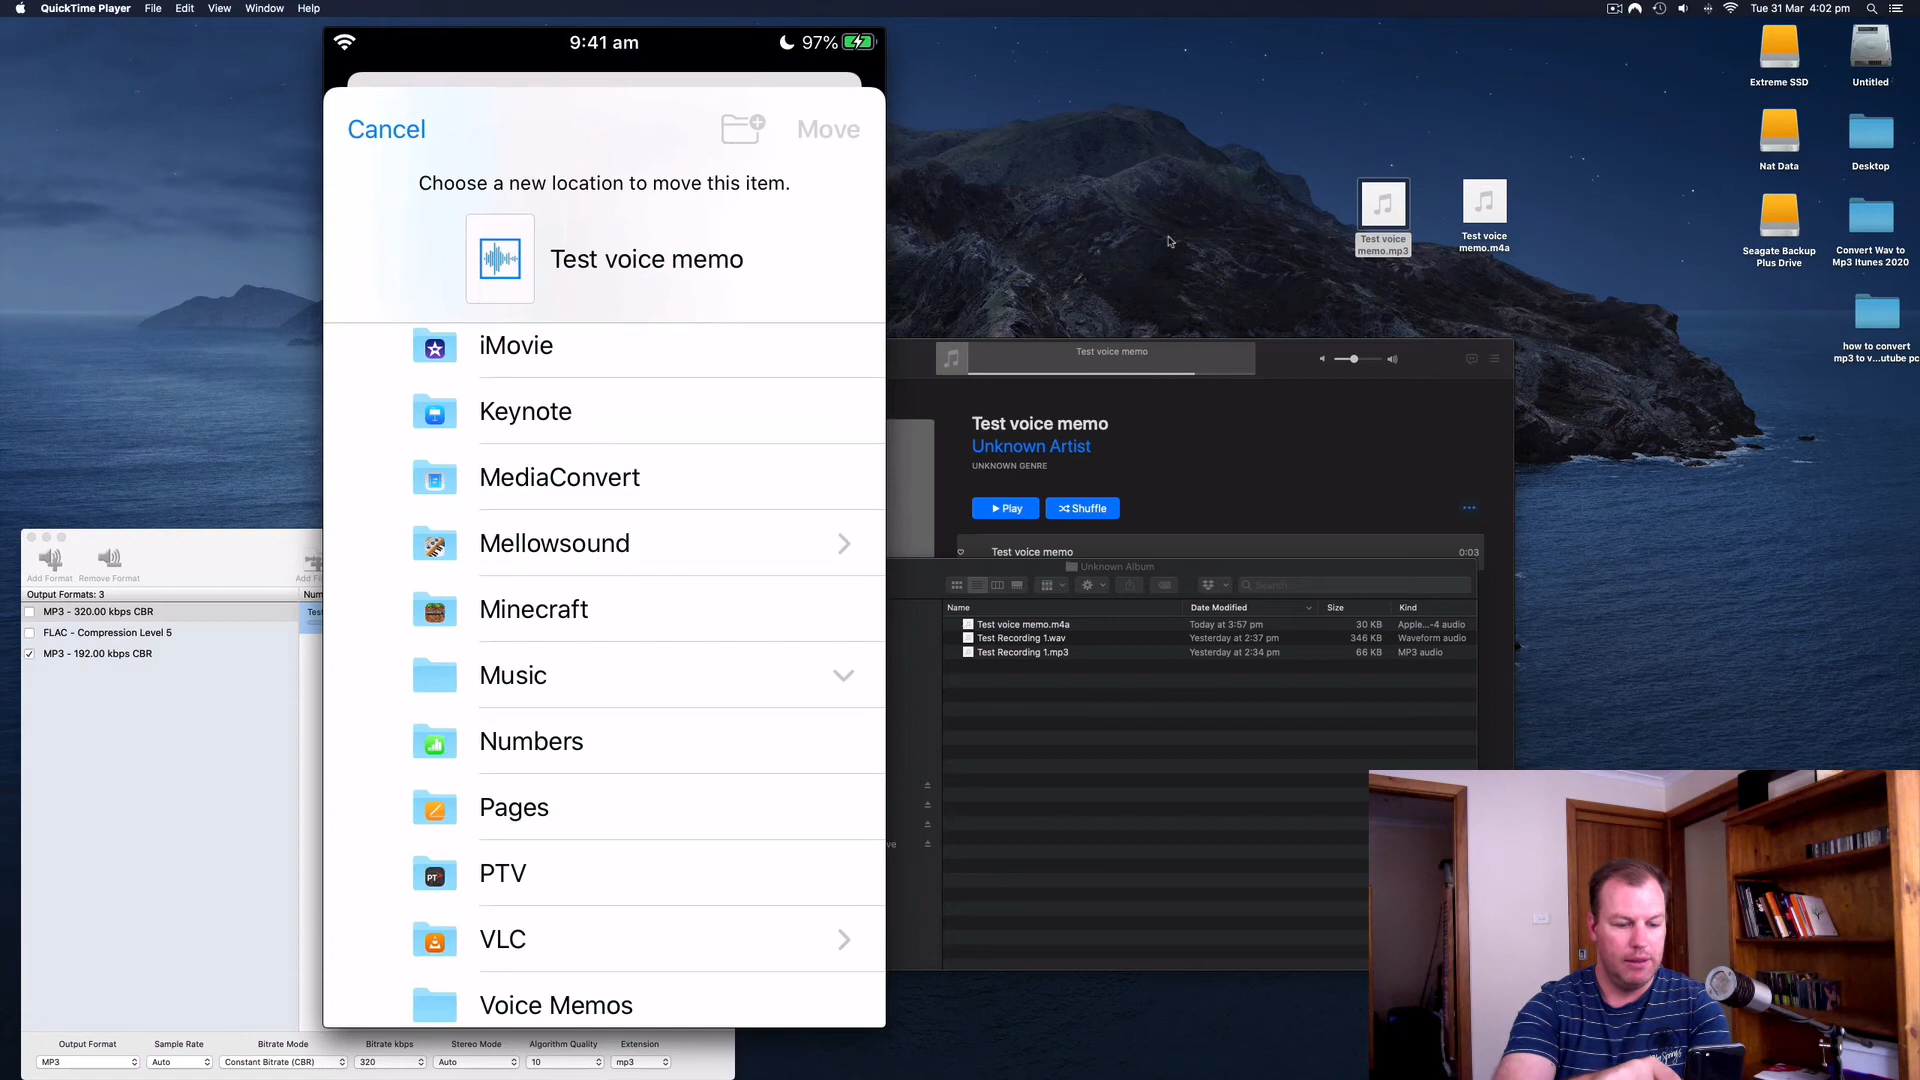 QuickTime Player File Edit View Window Help
Tue 31 Mar 4:02 pm
9:41 am
97%
Cancel
Move
Choose a new location to move this item.
Test voice memo
iMovie
Keynote
MediaConvert
Mellowsound
Minecraft
Music
Numbers
Pages
PTV
VLC
Voice Memos
Extreme SSD
Untitled
Nat Data
Desktop
Seagate Backup
Plus Drive
Convert Wav to
Mp3 Itunes 2020
how to convert
mp3 to v...utube pc
Test voice
memo.mp3
Test voice
memo.m4a
Test voice memo
Test voice memo
Unknown Artist
UNKNOWN GENRE
Play
Shuffle
Test voice memo 0:03
Unknown Album
Search
Name Date Modified Size Kind
Test voice memo.m4a Today at 3:57 pm 30 KB Apple...-4 audio
Test Recording 1.wav Yesterday at 2:37 pm 346 KB Waveform audio
Test Recording 1.mp3 Yesterday at 2:34 pm 66 KB MP3 audio
Add Format Remove Format Add Fi
Output Formats: 3 Num
MP3 - 320.00 kbps CBR
FLAC - Compression Level 5
MP3 - 192.00 kbps CBR
Tes
Output Format Sample Rate Bitrate Mode Bitrate kbps Stereo Mode Algorithm Quality Extension
MP3 Auto Constant Bitrate (CBR) 320 Auto 10 mp3